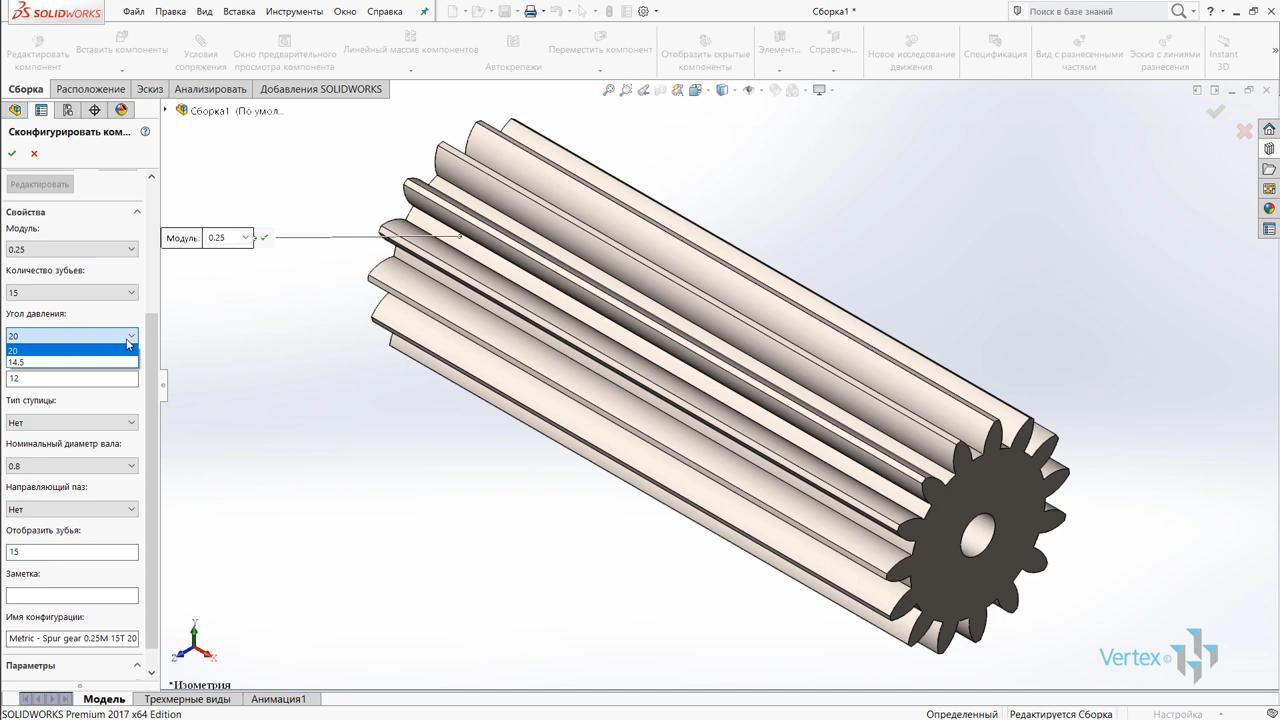 SOLIDWORKS
Файл Правка Вид Вставка Инструменты Окно Справка
Сборка1 *
Поиск в базе знаний
?
Редактировать компонент
Вставить компоненты
Условия сопряжения
Окно предварительного просмотра компонента
Линейный массив компонентов
Автокрепежи
Переместить компонент
Отобразить скрытые компоненты
Элемент...
Справочн...
Новое исследование движения
Спецификация
Вид с разнесенными частями
Эскиз с линиями разнесения
Instant 3D
Сборка Расположение Эскиз Анализировать Добавления SOLIDWORKS
Сборка1 (По умол...
Сконфигурировать ком...
Редактировать
Свойства
Модуль:
0.25
Модуль: 0.25
Количество зубьев:
15
Угол давления:
20
20
14.5
12
Тип ступицы:
Нет
Номинальный диаметр вала:
0.8
Направляющий паз:
Нет
Отобразить зубья:
15
Заметка:
Имя конфигурации:
Metric - Spur gear 0.25M 15T 20
Параметры
Y
Z
X
*Изометрия
Vertex ©
Модель Трехмерные виды Анимация1
SOLIDWORKS Premium 2017 x64 Edition
Определенный Редактируется Сборка Настройка